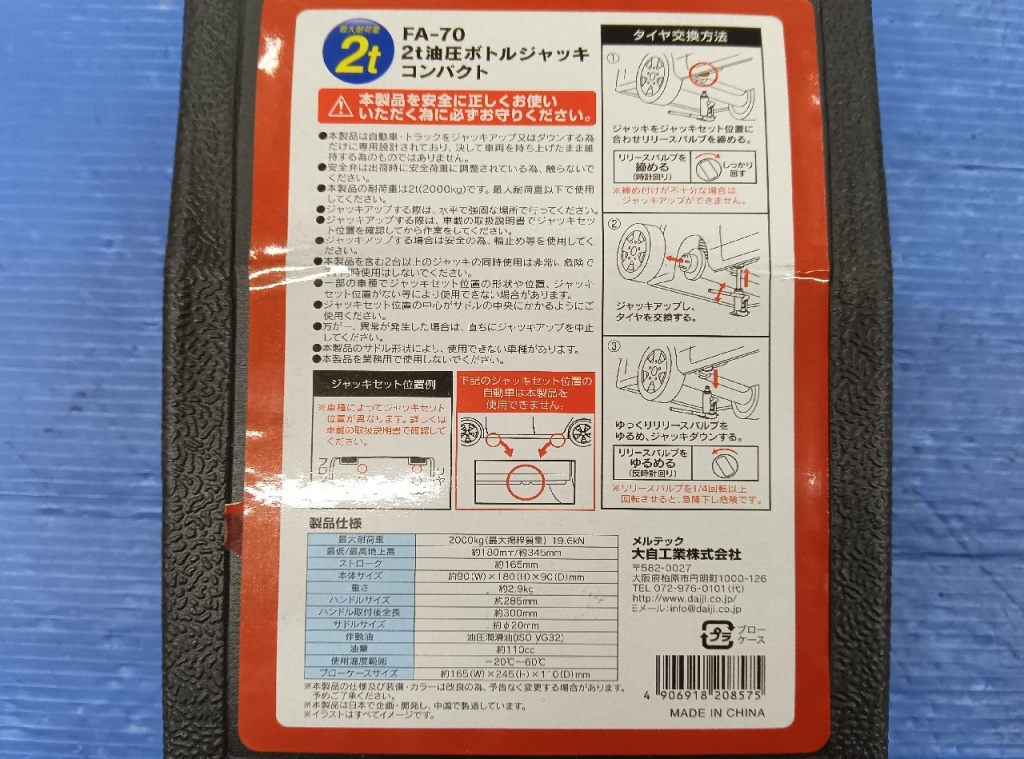 最大耐荷重
2t
FA-70
2t油圧ボトルジャッキ
コンパクト
本製品を安全に正しくお使い
いただく為に必ずお守りください。
●本製品は自動車・トラックをジャッキアップ又はダウンする為
だけに専用設計されており、決して車両を持ち上げたまま維
持する為のものではありません。
●安全弁は出荷時に安全荷重に調整されている為、触らないで
ください。
●本製品の耐荷重は2t(2000kg)です。最大耐荷重以下で使用
してください。
●ジャッキアップする際は、水平で強固な場所で行ってください。
●ジャッキアップする際は、車載の取扱説明書でジャッキセッ
ト位置を確認してから作業をしてください。
●ジャッキアップする場合は安全の為、輪止め等を使用してく
ださい。
●本製品を含む2台以上のジャッキの同時使用は非常に危険で
同時使用はしないでください。
●一部の車種でジャッキセット位置の形状や位置、ジャッキ
セット位置がない等により使用できない場合があります。
●ジャッキセット位置の中心がサドルの中央にかかるようにご
使用ください。
●万が一、異常が発生した場合は、直ちにジャッキアップを中止
してください。
●本製品のサドル形状により、使用できない車種があります。
●本製品を業務用で使用しないでください。
ジャッキセット位置例
※車種によってジャッキセット
位置が異なります。詳しくは
車載の取扱説明書で確認して
ください。
フロント
リヤ
下記のジャッキセット位置の
自動車は本製品を
使用できません。
タイヤ交換方法
①
ジャッキをジャッキセット位置に
合わせリリースバルブを締める。
リリースバルブを
締める
(時計回り)
しっかり
回す
※締め付けが不十分な場合は
ジャッキアップができません。
②
ジャッキアップし、
タイヤを交換する。
③
ゆっくりリリースバルブを
ゆるめ、ジャッキダウンする。
リリースバルブを
ゆるめる
(反時計回り)
※リリースバルブを1/4回転以上
回転させると、急降下し危険です。
製品仕様
最大耐荷重 2000kg(最大揚程質量) 19.6kN
最低/最高地上高 約180mm/約345mm
ストローク 約165mm
本体サイズ 約90(W)×180(H)×90(D)mm
重さ 約2.9kg
ハンドルサイズ 約285mm
ハンドル取付後全長 約300mm
サドルサイズ 約φ20mm
作動油 油圧潤滑油(ISO VG32)
油量 約110cc
使用温度範囲 -20℃~60℃
ブローケースサイズ 約165(W)×245(H)×110(D)mm
※本製品の仕様及び装備・カラーは改良の為、予告なく変更する場合があります。
予めご了承ください。
※本製品は日本で企画・開発し、中国で製造しています。
※イラストはすべてイメージです。
メルテック
大自工業株式会社
〒582-0027
大阪府柏原市円明町1000-126
TEL 072-976-0101(代)
http://www.daiji.co.jp/
Eメール:info@daiji.co.jp
プラ
ブロー
ケース
4 906918 208575
MADE IN CHINA